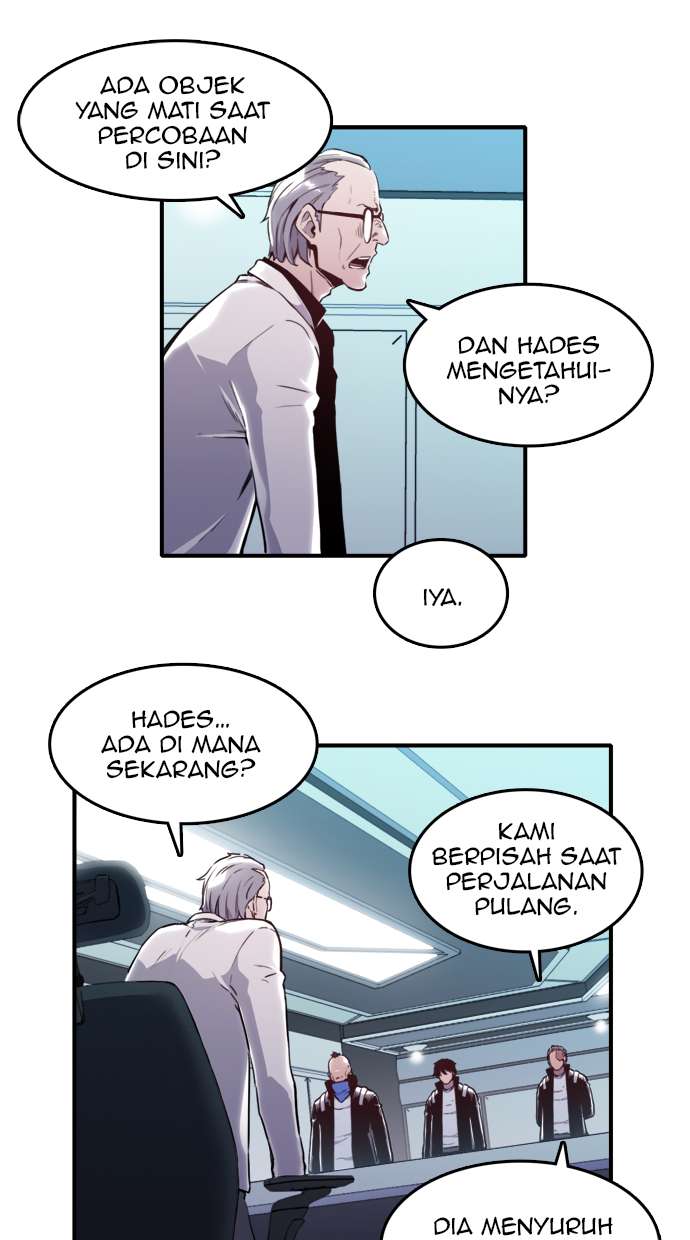 ADA OBJEK
YANG MATI SAAT
PERCOBAAN
DI SINI?
DAN HADES
MENGETAHUI-
NYA?
IYA.
HADES...
ADA DI MANA
SEKARANG?
KAMI
BERPISAH SAAT
PERJALANAN
PULANG.
DIA MENYURUH